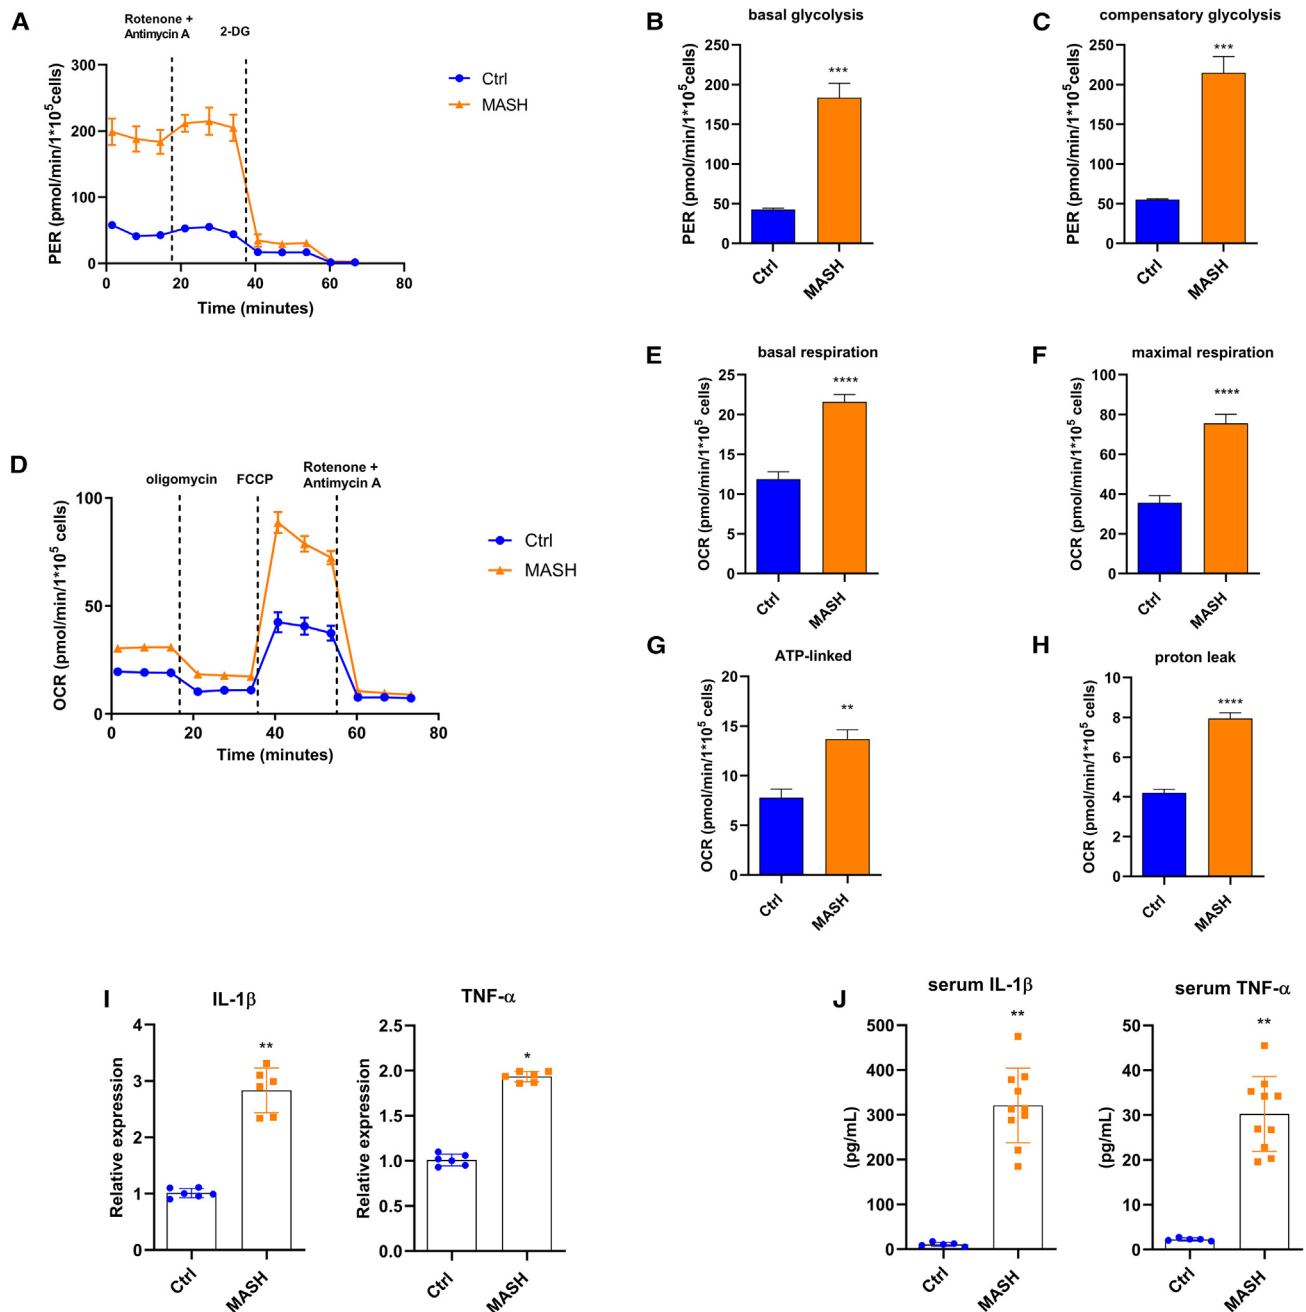 A
Rotenone +
Antimycin A
2-DG
PER (pmol/min/1*10⁵cells)
300
200
100
0
0 20 40 60 80
Time (minutes)
Ctrl
MASH
B
basal glycolysis
PER (pmol/min/1*10⁵cells)
250
200
150
100
50
0
***
Ctrl
MASH
C
compensatory glycolysis
PER (pmol/min/1*10⁵cells)
250
200
150
100
50
0
***
Ctrl
MASH
D
oligomycin
FCCP
Rotenone +
Antimycin A
OCR (pmol/min/1*10⁵ cells)
100
50
0
0 20 40 60 80
Time (minutes)
Ctrl
MASH
E
basal respiration
OCR (pmol/min/1*10⁵ cells)
25
20
15
10
5
0
****
Ctrl
MASH
F
maximal respiration
OCR (pmol/min/1*10⁵ cells)
100
80
60
40
20
0
****
Ctrl
MASH
G
ATP-linked
OCR (pmol/min/1*10⁵ cells)
20
15
10
5
0
**
Ctrl
MASH
H
proton leak
OCR (pmol/min/1*10⁵ cells)
10
8
6
4
2
0
****
Ctrl
MASH
I
IL-1β
Relative expression
4
3
2
1
0
**
Ctrl
MASH
TNF-α
Relative expression
2.5
2.0
1.5
1.0
0.5
0.0
*
Ctrl
MASH
J
serum IL-1β
(pg/mL)
500
400
300
200
100
0
**
Ctrl
MASH
serum TNF-α
(pg/mL)
50
40
30
20
10
0
**
Ctrl
MASH